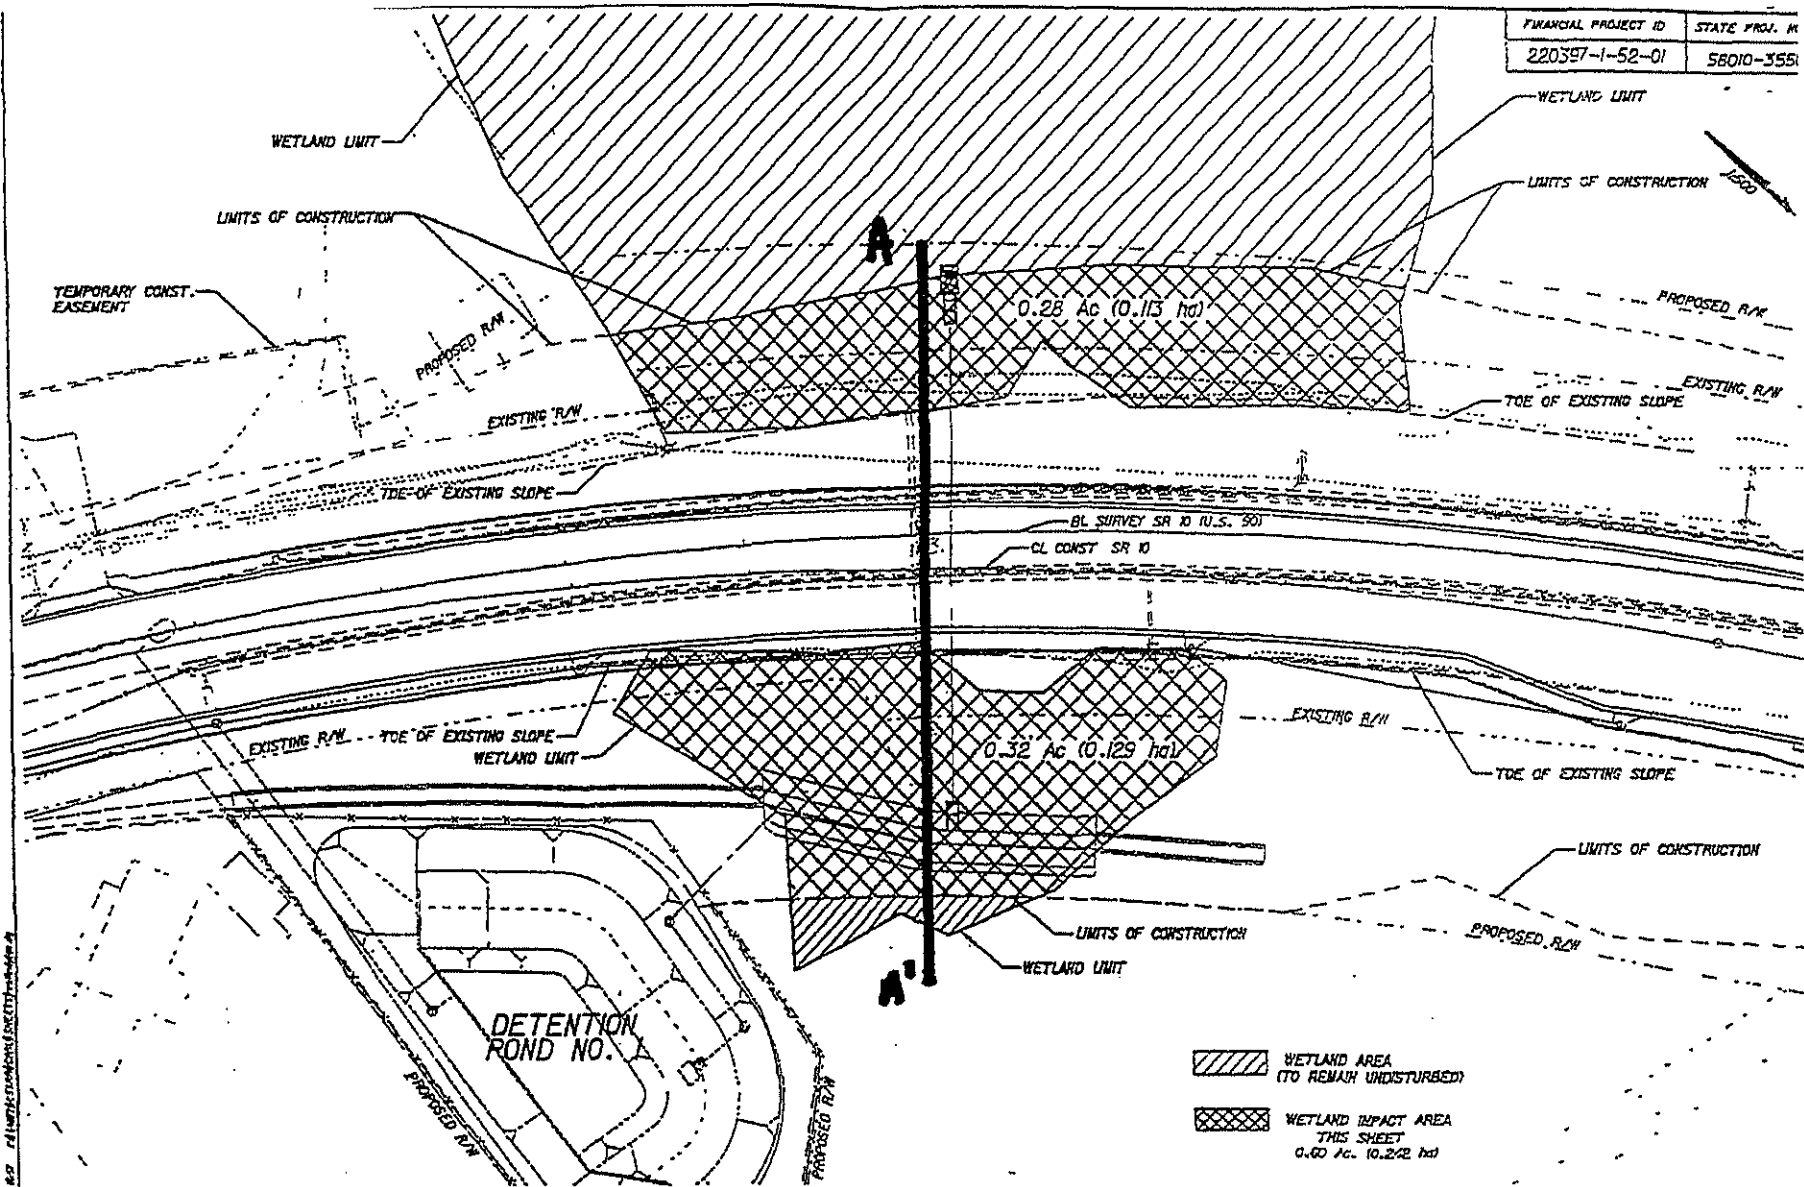 FINANCIAL PROJECT ID
STATE PROJ.
220397-1-52-01
58010-355
WETLAND LIMIT
WETLAND LIMIT
LIMITS OF CONSTRUCTION
1:500
LIMITS OF CONSTRUCTION
A
TEMPORARY CONST.
EASEMENT
0.28 Ac (0.113 ha)
PROPOSED R/W
PROPOSED R/W
EXISTING R/W
EXISTING R/W
TOE OF EXISTING SLOPE
TOE OF EXISTING SLOPE
BL SURVEY SR 10 (U.S. 90)
CL CONST SR 10
EXISTING R/W
EXISTING R/W
TOE OF EXISTING SLOPE
WETLAND LIMIT
0.32 Ac (0.129 ha)
TOE OF EXISTING SLOPE
LIMITS OF CONSTRUCTION
LIMITS OF CONSTRUCTION
PROPOSED R/W
WETLAND LIMIT
A'
DETENTION
POND NO.
PROPOSED R/W
PROPOSED R/W
WETLAND AREA
(TO REMAIN UNDISTURBED)
WETLAND IMPACT AREA
THIS SHEET
0.60 Ac. (0.242 ha)